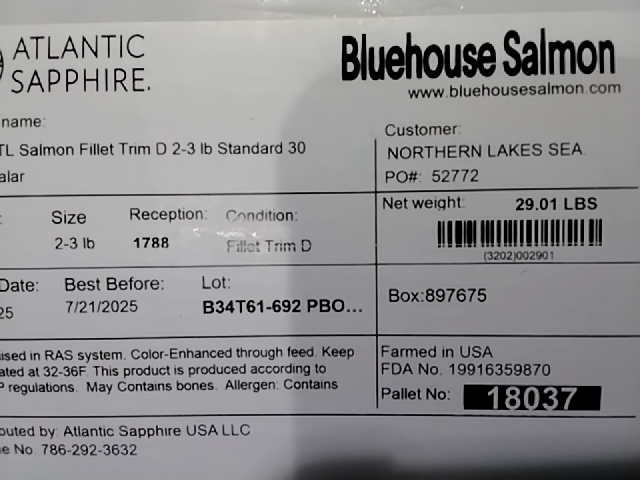 ATLANTIC
SAPPHIRE.
Bluehouse Salmon
www.bluehousesalmon.com
name:
TL Salmon Fillet Trim D 2-3 lb Standard 30
alar
Customer:
NORTHERN LAKES SEA
PO#: 52772
Size
2-3 lb
Reception:
1788
Condition:
Fillet Trim D
Net weight: 29.01 LBS
(3202)002901
Date:
25
Best Before:
7/21/2025
Lot:
B34T61-692 PBO...
Box:897675
ised in RAS system. Color-Enhanced through feed. Keep
ated at 32-36F. This product is produced according to
P regulations. May Contains bones. Allergen: Contains
Farmed in USA
FDA No. 19916359870
Pallet No: 18037
outed by: Atlantic Sapphire USA LLC
e No. 786-292-3632